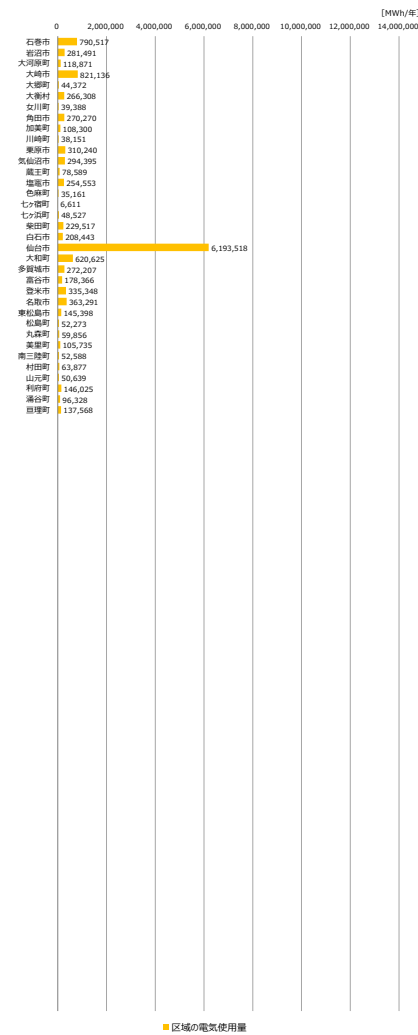 [MWh/年]
0 2,000,000 4,000,000 6,000,000 8,000,000 10,000,000 12,000,000 14,000,000
石巻市 790,517
岩沼市 281,491
大河原町 118,871
大崎市 821,136
大郷町 44,372
大衡村 266,308
女川町 39,388
角田市 270,270
加美町 108,300
川崎町 38,151
栗原市 310,240
気仙沼市 294,395
蔵王町 78,589
塩竈市 254,553
色麻町 35,161
七ヶ宿町 6,611
七ヶ浜町 48,527
柴田町 229,517
白石市 208,443
仙台市 6,193,518
大和町 620,625
多賀城市 272,207
富谷市 178,366
登米市 335,348
名取市 363,291
東松島市 145,398
松島町 52,273
丸森町 59,856
美里町 105,735
南三陸町 52,588
村田町 63,877
山元町 50,639
利府町 146,025
涌谷町 96,328
亘理町 137,568
区域の電気使用量